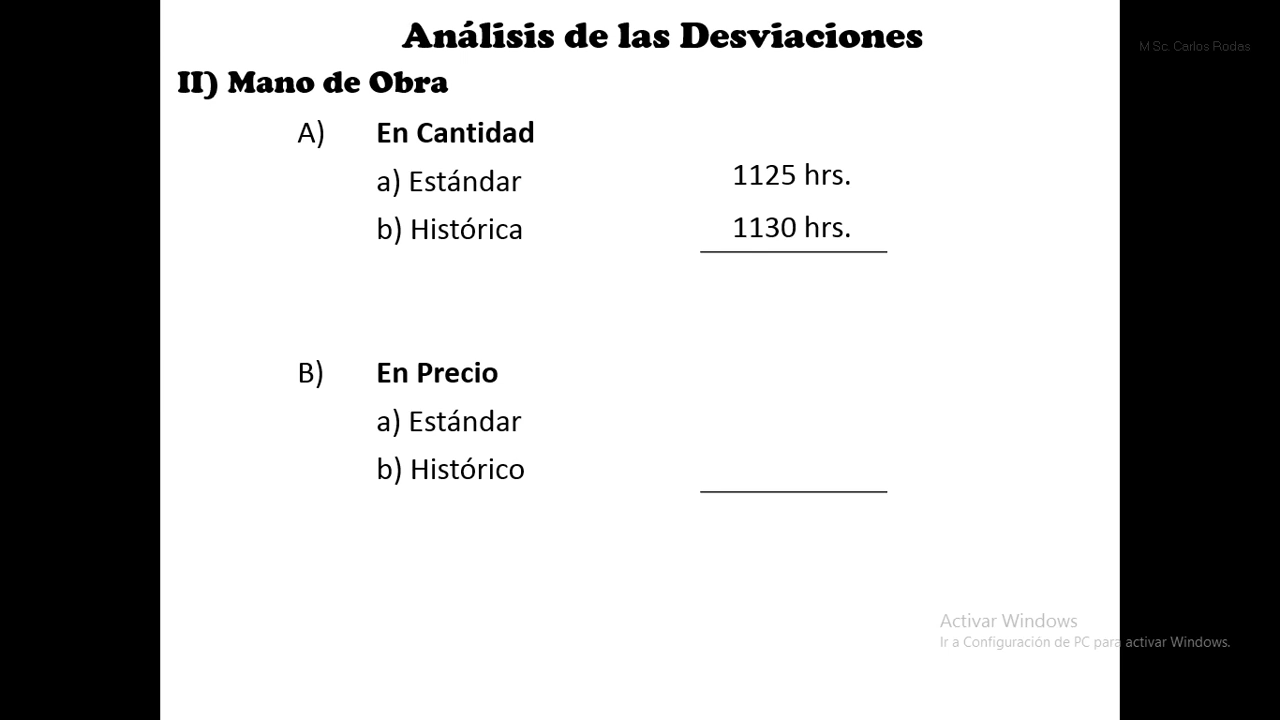 Análisis de las Desviaciones
M Sc. Carlos Rodas
II) Mano de Obra
A) En Cantidad
a) Estándar 1125 hrs.
b) Histórica 1130 hrs.
B) En Precio
a) Estándar
b) Histórico
Activar Windows
Ir a Configuración de PC para activar Windows.